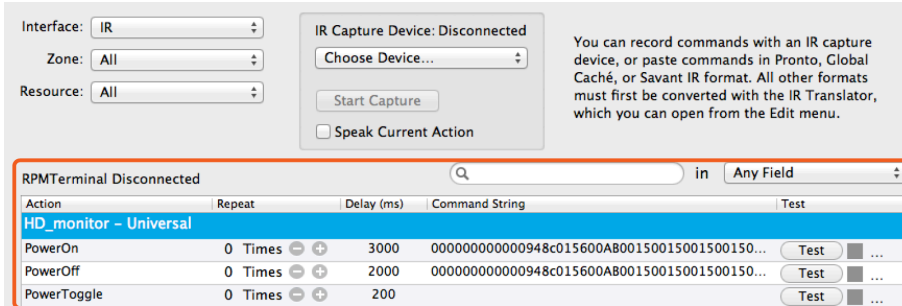 Interface: IR
Zone: All
Resource: All
IR Capture Device: Disconnected
Choose Device...
Start Capture
Speak Current Action
You can record commands with an IR capture
device, or paste commands in Pronto, Global
Caché, or Savant IR format. All other formats
must first be converted with the IR Translator,
which you can open from the Edit menu.
RPMTerminal Disconnected in Any Field
Action Repeat Delay (ms) Command String Test
HD_monitor – Universal
PowerOn 0 Times 3000 000000000000948c015600AB00150015001500150... Test ...
PowerOff 0 Times 2000 000000000000948c015600AB00150015001500150... Test ...
PowerToggle 0 Times 200 Test ...